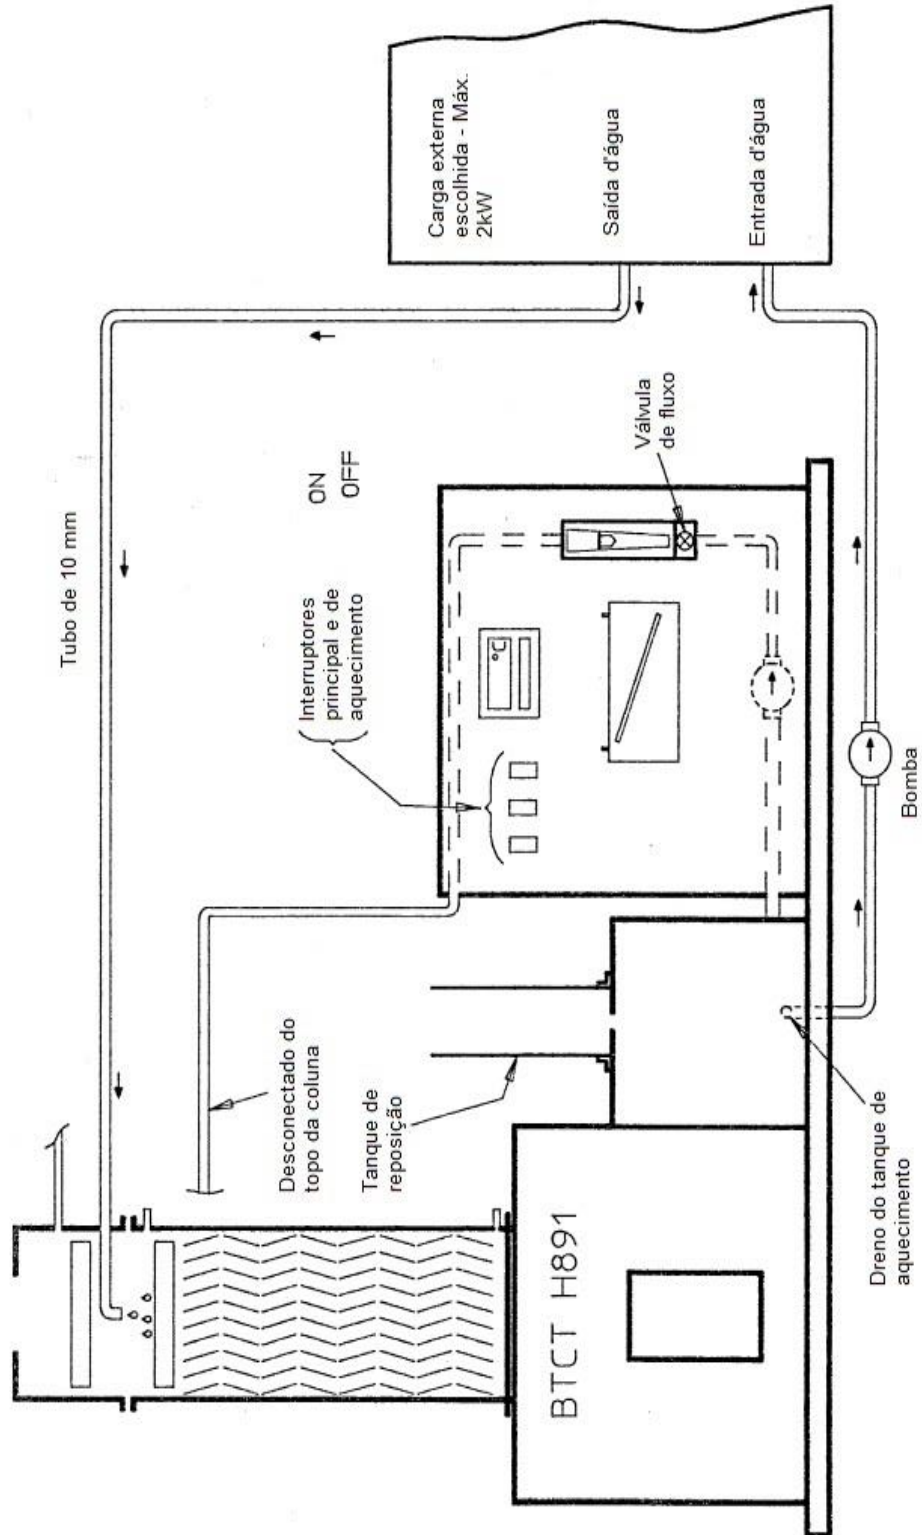 Tubo de 10 mm
Carga externa
escolhida - Máx.
2kW
Saída d'água
Entrada d'água
ON
OFF
Interruptores
principal e de
aquecimento
Válvula
de fluxo
°C
Desconectado do
topo da coluna
Tanque de
reposição
BTCT H891
Bomba
Dreno do tanque de
aquecimento